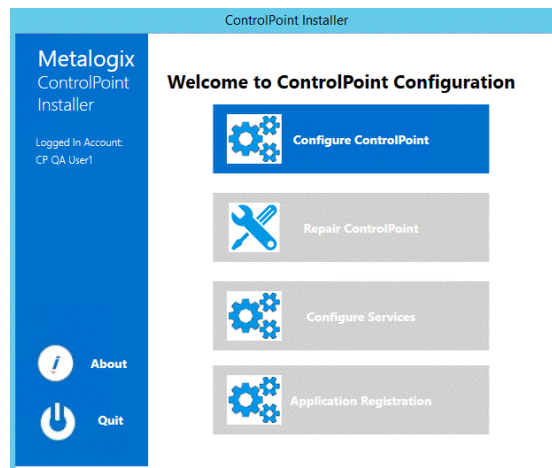 ControlPoint Installer
Metalogix
ControlPoint
Installer
Logged In Account:
CP QA User1
Welcome to ControlPoint Configuration
Configure ControlPoint
Repair ControlPoint
Configure Services
Application Registration
i
About
Quit